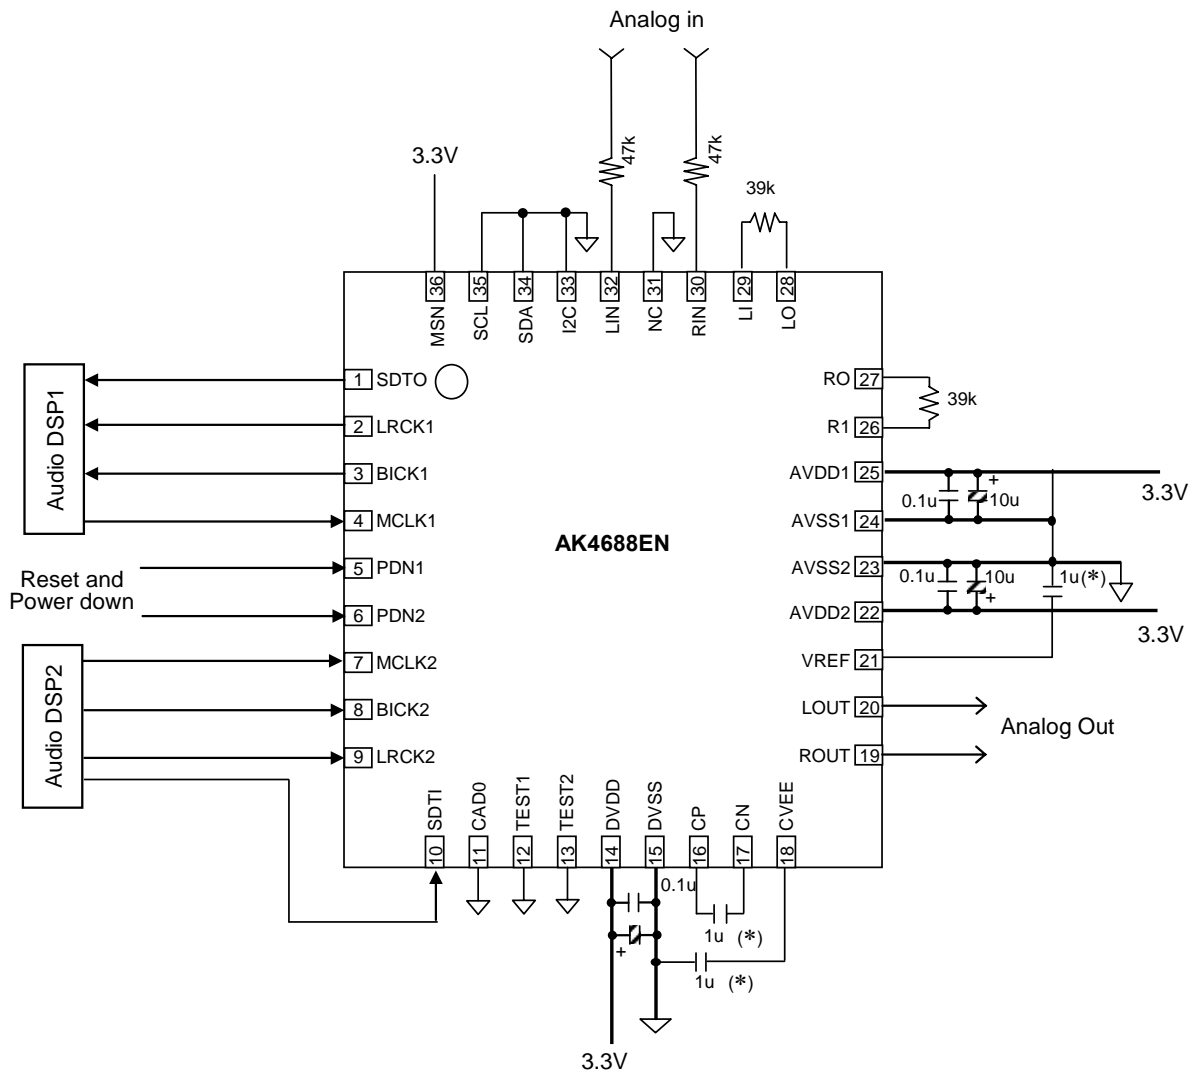 Analog in
47k
47k
3.3V
39k
36
35
34
33
32
31
30
29
28
MSN
SCL
SDA
I2C
LIN
NC
RIN
LI
LO
Audio DSP1
1 SDTO
2 LRCK1
3 BICK1
4 MCLK1
Reset and
Power down
5 PDN1
6 PDN2
Audio DSP2
7 MCLK2
8 BICK2
9 LRCK2
AK4688EN
RO 27
39k
R1 26
AVDD1 25
+
0.1u
10u
3.3V
AVSS1 24
AVSS2 23
0.1u
10u
+
1u(*)
AVDD2 22
3.3V
VREF 21
LOUT 20
Analog Out
ROUT 19
SDTI
CAD0
TEST1
TEST2
DVDD
DVSS
CP
CN
CVEE
10
11
12
13
14
15
16
17
18
0.1u
1u (*)
+
1u (*)
3.3V